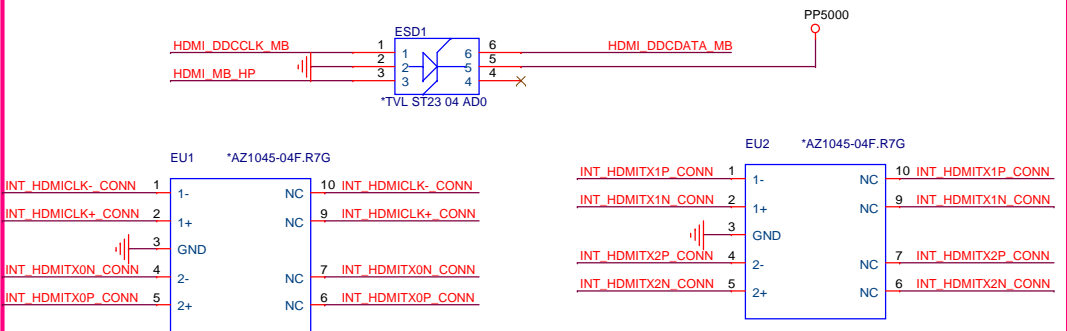 PP5000
ESD1
HDMI_DDCCLK_MB 1 1 6 6 HDMI_DDCDATA_MB
2 2 5 5
HDMI_MB_HP 3 3 4 4
*TVL ST23 04 AD0
EU1 *AZ1045-04F.R7G
INT_HDMICLK-_CONN 1 1- NC 10 INT_HDMICLK-_CONN
INT_HDMICLK+_CONN 2 1+ NC 9 INT_HDMICLK+_CONN
3 GND
INT_HDMITX0N_CONN 4 2- NC 7 INT_HDMITX0N_CONN
INT_HDMITX0P_CONN 5 2+ NC 6 INT_HDMITX0P_CONN
EU2 *AZ1045-04F.R7G
INT_HDMITX1P_CONN 1 1- NC 10 INT_HDMITX1P_CONN
INT_HDMITX1N_CONN 2 1+ NC 9 INT_HDMITX1N_CONN
3 GND
INT_HDMITX2P_CONN 4 2- NC 7 INT_HDMITX2P_CONN
INT_HDMITX2N_CONN 5 2+ NC 6 INT_HDMITX2N_CONN